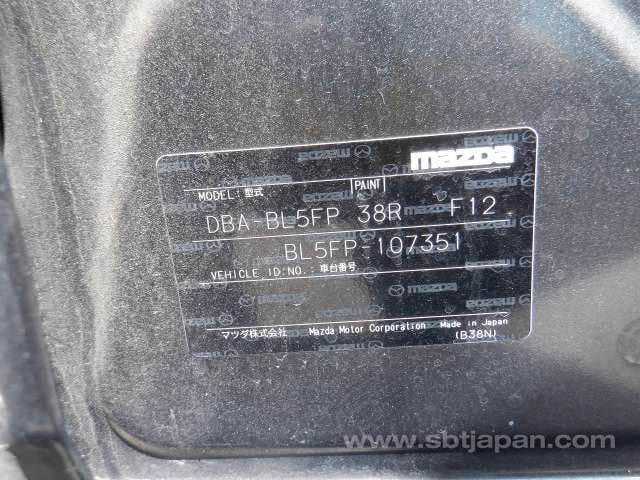 mazda
MODEL: 型式 PAINT
DBA-BL5FP 38R F12
BL5FP-107351
VEHICLE ID.NO.: 車台番号
マツダ株式会社 Mazda Motor Corporation Made in Japan
(B38N)
www.sbtjapan.com